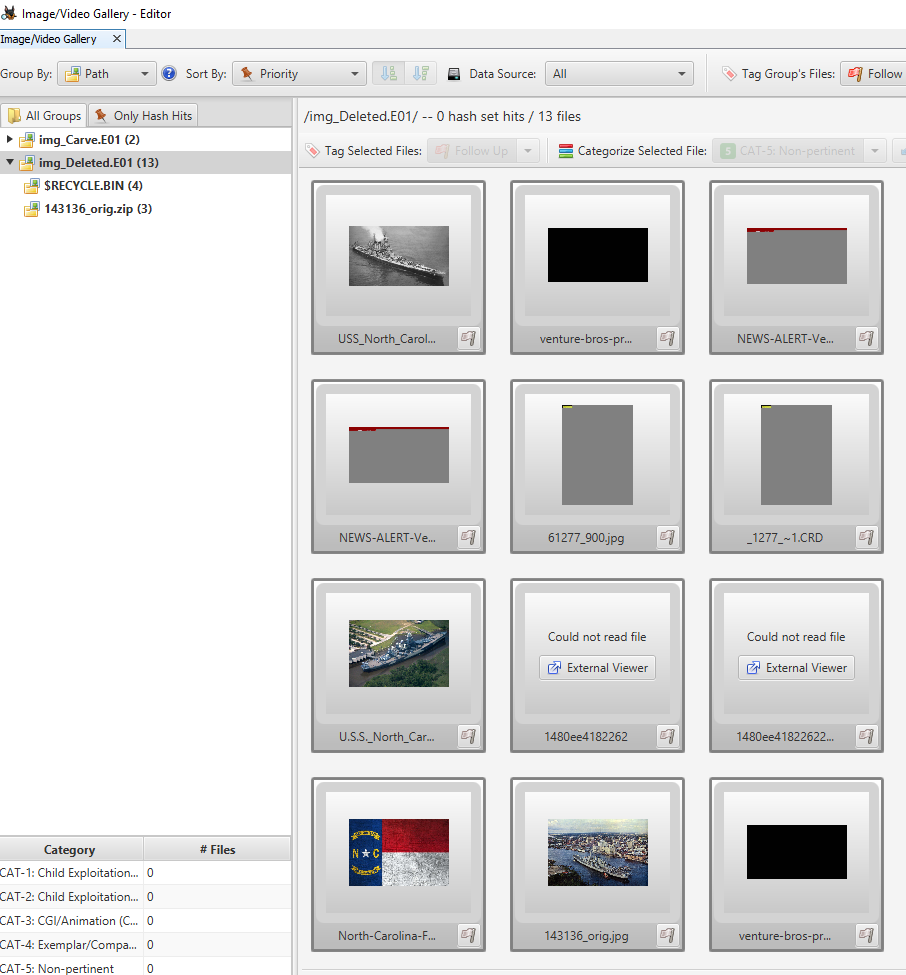 Image/Video Gallery - Editor
Image/Video Gallery ✕
Group By: Path Sort By: Priority Data Source: All Tag Group's Files: Follow
All Groups Only Hash Hits
/img_Deleted.E01/ -- 0 hash set hits / 13 files
img_Carve.E01 (2)
img_Deleted.E01 (13)
$RECYCLE.BIN (4)
143136_orig.zip (3)
Tag Selected Files: Follow Up Categorize Selected File: CAT-5: Non-pertinent
USS_North_Carol... venture-bros-pr... NEWS-ALERT-Ve...
NEWS-ALERT-Ve... 61277_900.jpg _1277_~1.CRD
Could not read file Could not read file
External Viewer External Viewer
U.S.S._North_Car... 1480ee4182262 1480ee41822622...
N C
North-Carolina-F... 143136_orig.jpg venture-bros-pr...
Category # Files
CAT-1: Child Exploitation... 0
CAT-2: Child Exploitation... 0
CAT-3: CGI/Animation (C... 0
CAT-4: Exemplar/Compa... 0
CAT-5: Non-pertinent 0